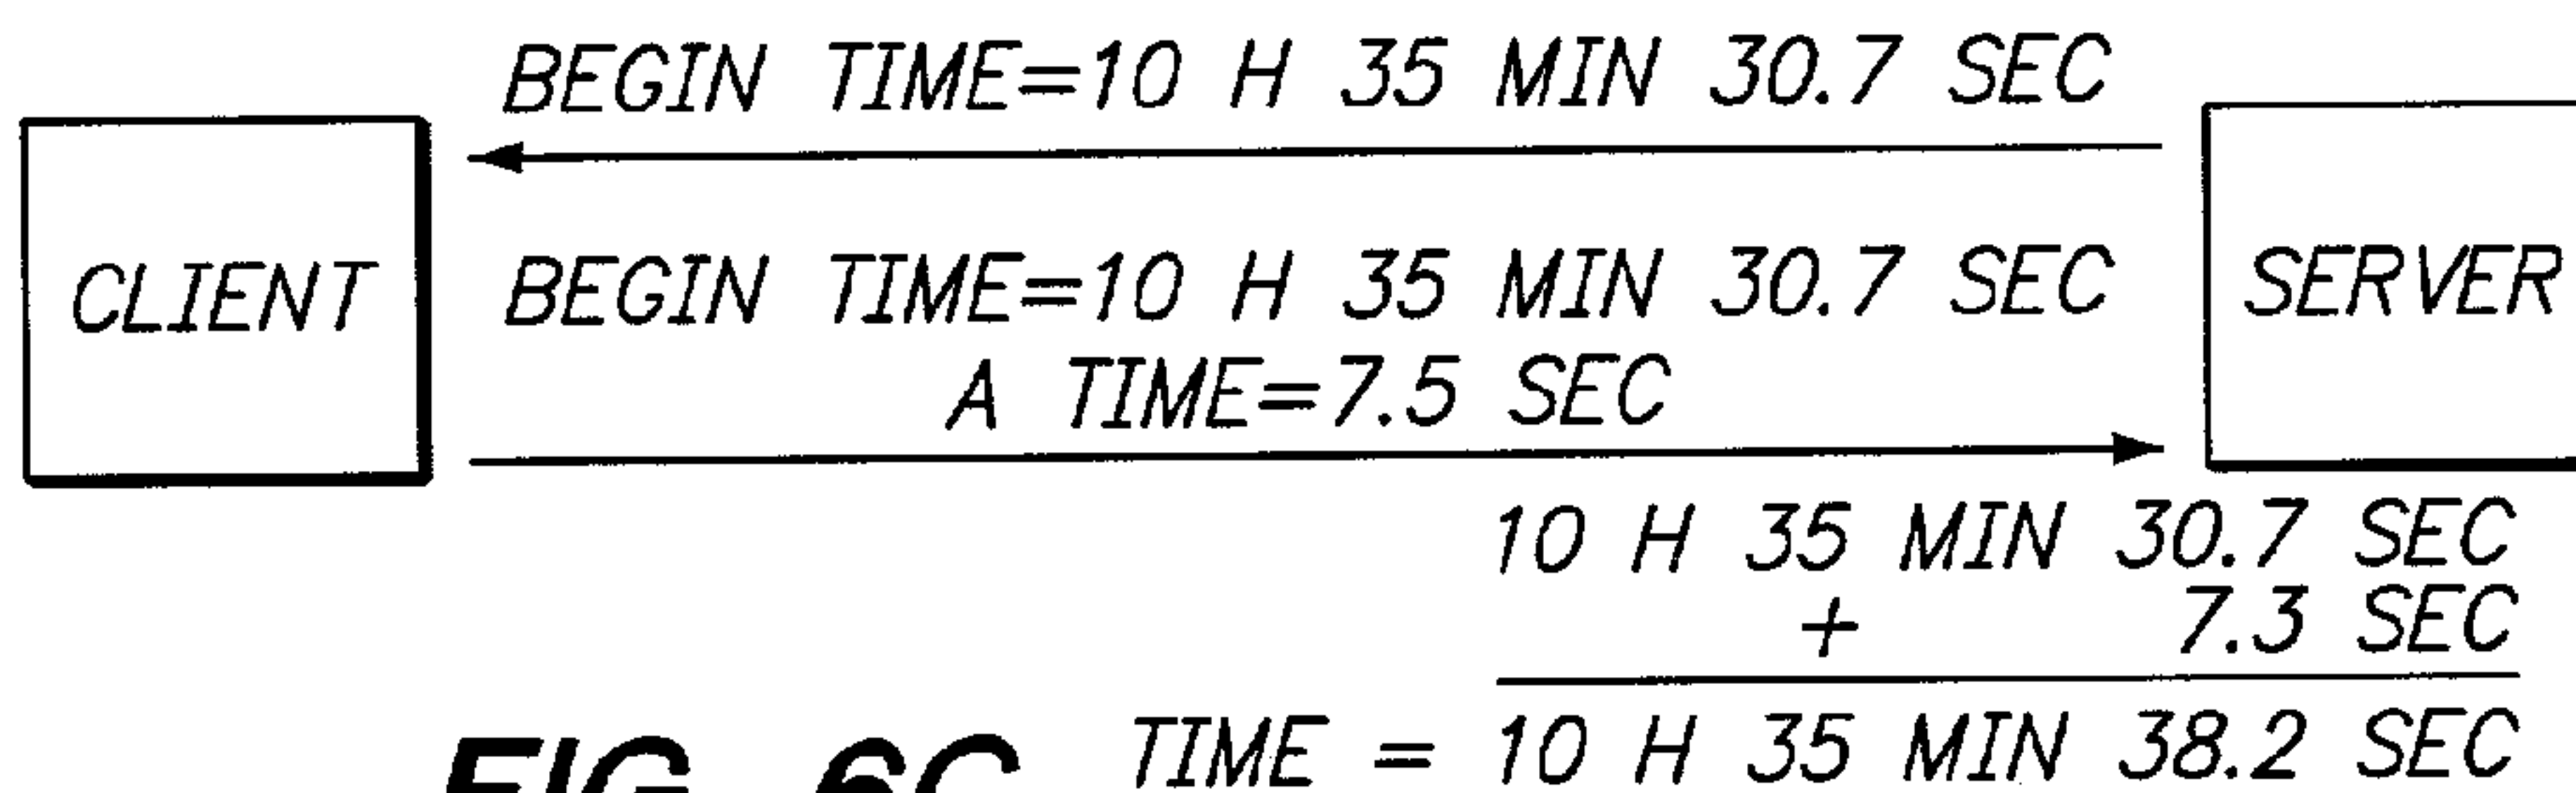 BEGIN TIME=10 H 35 MIN 30.7 SEC
CLIENT
BEGIN TIME=10 H 35 MIN 30.7 SEC
SERVER
A TIME=7.5 SEC
10 H 35 MIN 30.7 SEC
+ 7.3 SEC
TIME = 10 H 35 MIN 38.2 SEC
FIG. 6C